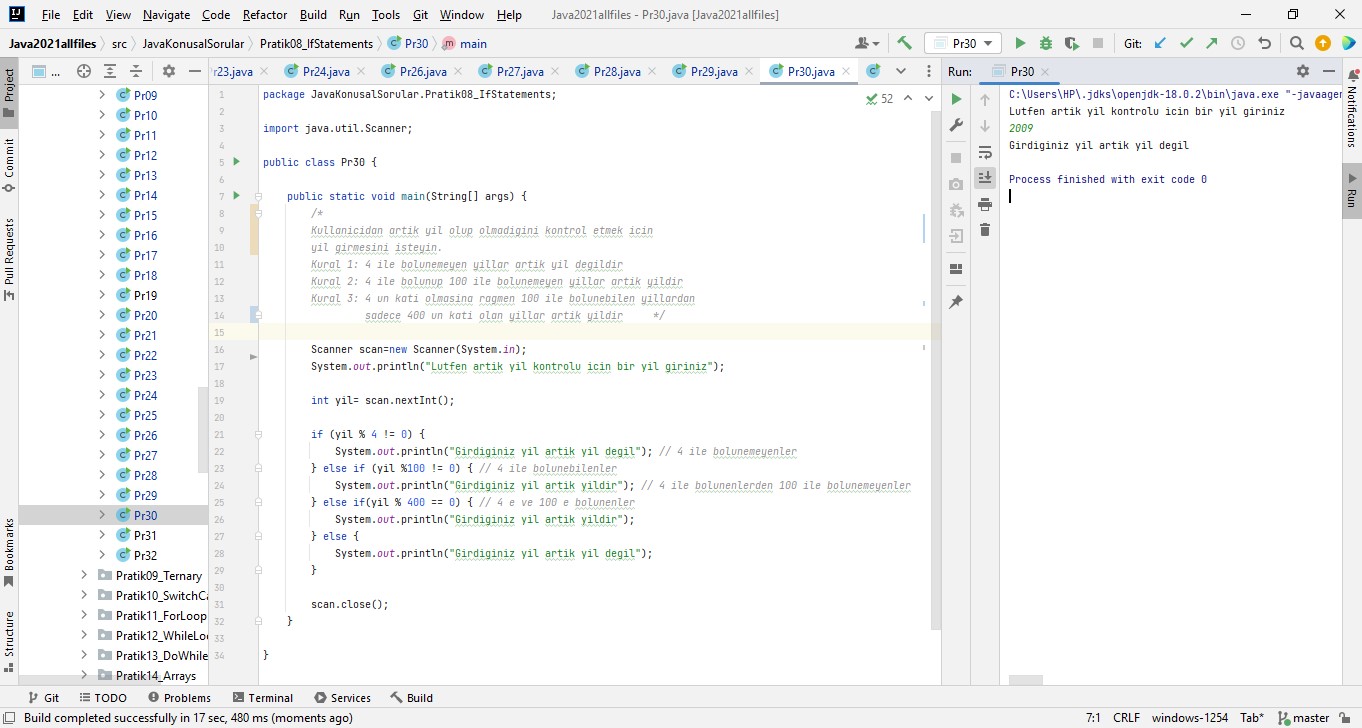 File Edit View Navigate Code Refactor Build Run Tools Git Window Help Java2021allfiles - Pr30.java [Java2021allfiles]
Java2021allfiles src JavaKonusalSorular Pratik08_IfStatements Pr30 main Pr30 Git:
Project
Commit
Pull Requests
Bookmarks
Structure
...
Pr09
Pr10
Pr11
Pr12
Pr13
Pr14
Pr15
Pr16
Pr17
Pr18
Pr19
Pr20
Pr21
Pr22
Pr23
Pr24
Pr25
Pr26
Pr27
Pr28
Pr29
Pr30
Pr31
Pr32
Pratik09_Ternary
Pratik10_SwitchCa
Pratik11_ForLoop
Pratik12_WhileLoo
Pratik13_DoWhile
Pratik14_Arrays
r23.java Pr24.java Pr26.java Pr27.java Pr28.java Pr29.java Pr30.java
52
1 package JavaKonusalSorular.Pratik08_IfStatements;
2
3 import java.util.Scanner;
4
5 public class Pr30 {
6
7 public static void main(String[] args) {
8 /*
9 Kullanicidan artik yil olup olmadigini kontrol etmek icin
10 yil girmesini isteyin.
11 Kural 1: 4 ile bolunemeyen yillar artik yil degildir
12 Kural 2: 4 ile bolunup 100 ile bolunemeyen yillar artik yildir
13 Kural 3: 4 un kati olmasina ragmen 100 ile bolunebilen yillardan
14 sadece 400 un kati olan yillar artik yildir */
15
16 Scanner scan=new Scanner(System.in);
17 System.out.println("Lutfen artik yil kontrolu icin bir yil giriniz");
18
19 int yil= scan.nextInt();
20
21 if (yil % 4 != 0) {
22 System.out.println("Girdiginiz yil artik yil degil"); // 4 ile bolunemeyenler
23 } else if (yil %100 != 0) { // 4 ile bolunebilenler
24 System.out.println("Girdiginiz yil artik yildir"); // 4 ile bolunenlerden 100 ile bolunemeyenler
25 } else if(yil % 400 == 0) { // 4 e ve 100 e bolunenler
26 System.out.println("Girdiginiz yil artik yildir");
27 } else {
28 System.out.println("Girdiginiz yil artik yil degil");
29 }
30
31 scan.close();
32 }
33
34 }
Run: Pr30
C:\Users\HP\.jdks\openjdk-18.0.2\bin\java.exe "-javaagen
Lutfen artik yil kontrolu icin bir yil giriniz
2009
Girdiginiz yil artik yil degil
Process finished with exit code 0
Notifications
Run
Git TODO Problems Terminal Services Build
Build completed successfully in 17 sec, 480 ms (moments ago) 7:1 CRLF windows-1254 Tab* master